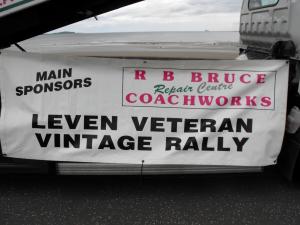 MAIN
SPONSORS
R B BRUCE
Repair Centre
COACHWORKS
LEVEN VETERAN
VINTAGE RALLY